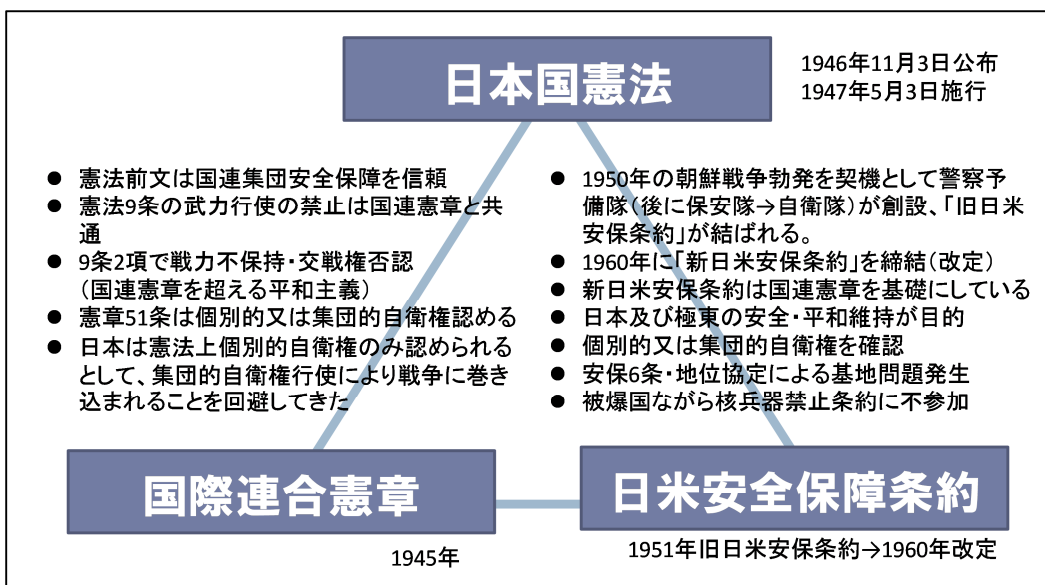 日本国憲法
1946年11月3日公布
1947年5月3日施行
● 憲法前文は国連集団安全保障を信頼
● 憲法9条の武力行使の禁止は国連憲章と共
通
● 9条2項で戦力不保持・交戦権否認
（国連憲章を超える平和主義）
● 憲章51条は個別的又は集団的自衛権認める
● 日本は憲法上個別的自衛権のみ認められる
として、集団的自衛権行使により戦争に巻き
込まれることを回避してきた
● 1950年の朝鮮戦争勃発を契機として警察予
備隊（後に保安隊→自衛隊）が創設、「旧日米
安保条約」が結ばれる。
● 1960年に「新日米安保条約」を締結（改定）
● 新日米安保条約は国連憲章を基礎にしている
● 日本及び極東の安全・平和維持が目的
● 個別的又は集団的自衛権を確認
● 安保6条・地位協定による基地問題発生
● 被爆国ながら核兵器禁止条約に不参加
国際連合憲章
1945年
日米安全保障条約
1951年旧日米安保条約→1960年改定